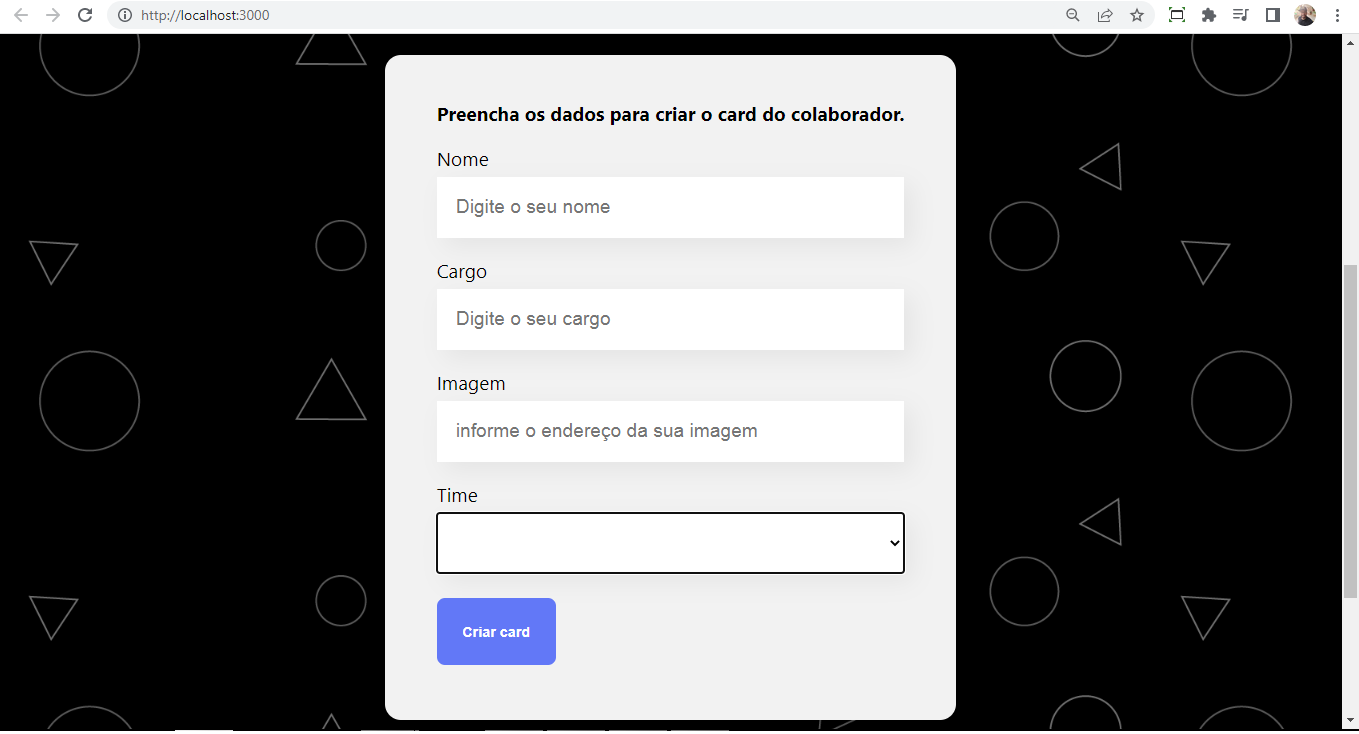 http://localhost:3000
Preencha os dados para criar o card do colaborador.
Nome
Digite o seu nome
Cargo
Digite o seu cargo
Imagem
informe o endereço da sua imagem
Time
Criar card